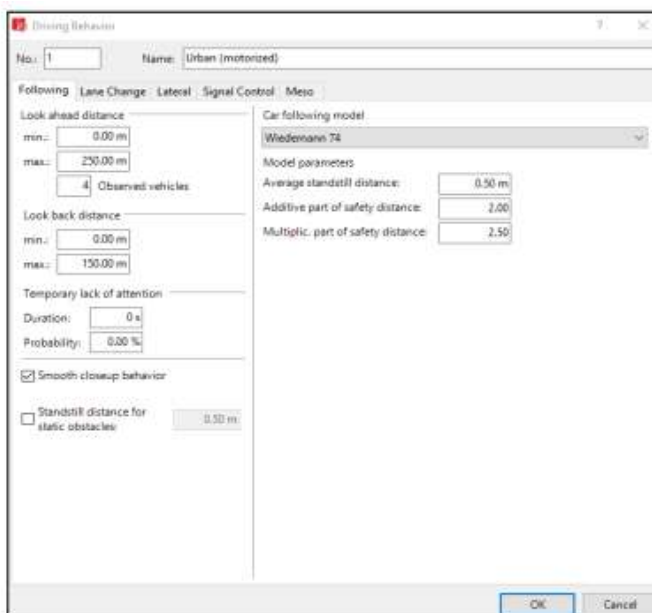 Driving Behavior ?
No.: 1 Name: Urban (motorized)
Following Lane Change Lateral Signal Control Meso
Look ahead distance
min.: 0.00 m
max.: 250.00 m
4 Observed vehicles
Look back distance
min.: 0.00 m
max.: 150.00 m
Temporary lack of attention
Duration: 0 s
Probability: 0.00 %
Smooth closeup behavior
Standstill distance for
static obstacles: 0.50 m
Car following model
Wiedemann 74
Model parameters
Average standstill distance: 0.50 m
Additive part of safety distance: 2.00
Multiplic. part of safety distance: 2.50
OK Cancel